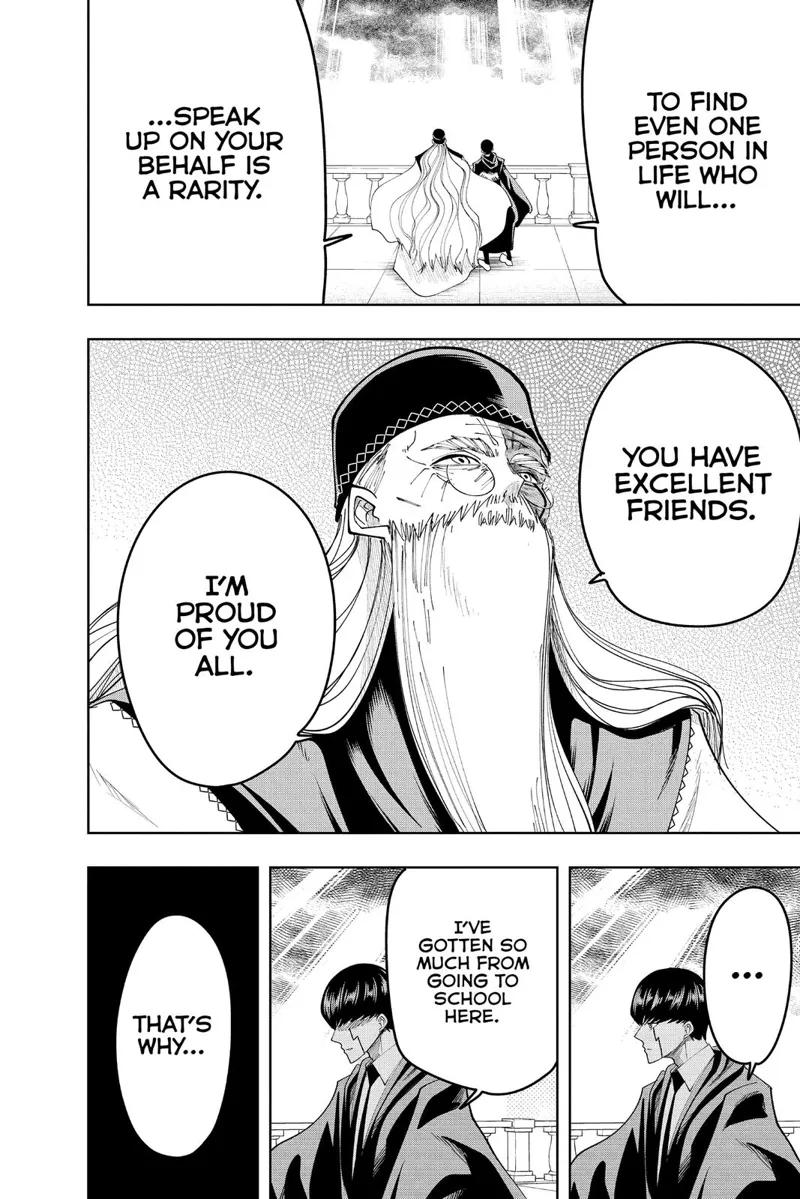 TO FIND
EVEN ONE
PERSON IN
LIFE WHO
WILL...
...SPEAK
UP ON YOUR
BEHALF IS
A RARITY.
YOU HAVE
EXCELLENT
FRIENDS.
I'M
PROUD
OF YOU
ALL.
...
I'VE
GOTTEN SO
MUCH FROM
GOING TO
SCHOOL
HERE.
THAT'S
WHY...